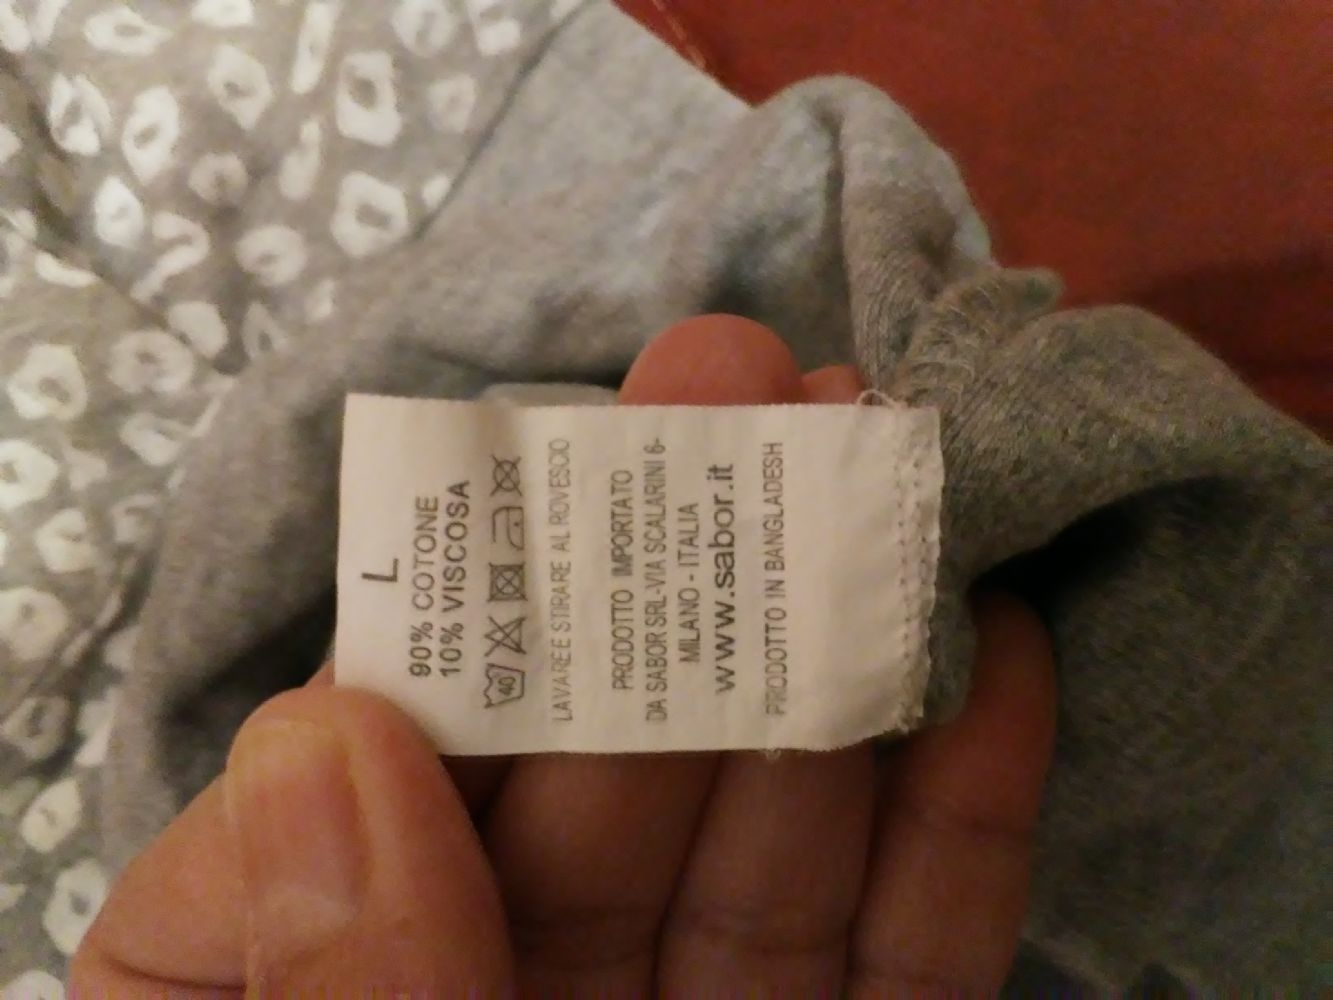 L
90% COTONE
10% VISCOSA
40
LAVARE E STIRARE AL ROVESCIO
PRODOTTO IMPORTATO
DA SABOR SRL-VIA SCALARINI 6-
MILANO - ITALIA
www.sabor.it
PRODOTTO IN BANGLADESH